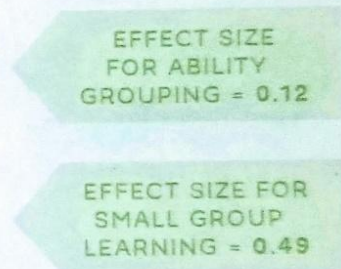 EFFECT SIZE
FOR ABILITY
GROUPING = 0.12
EFFECT SIZE FOR
SMALL GROUP
LEARNING = 0.49